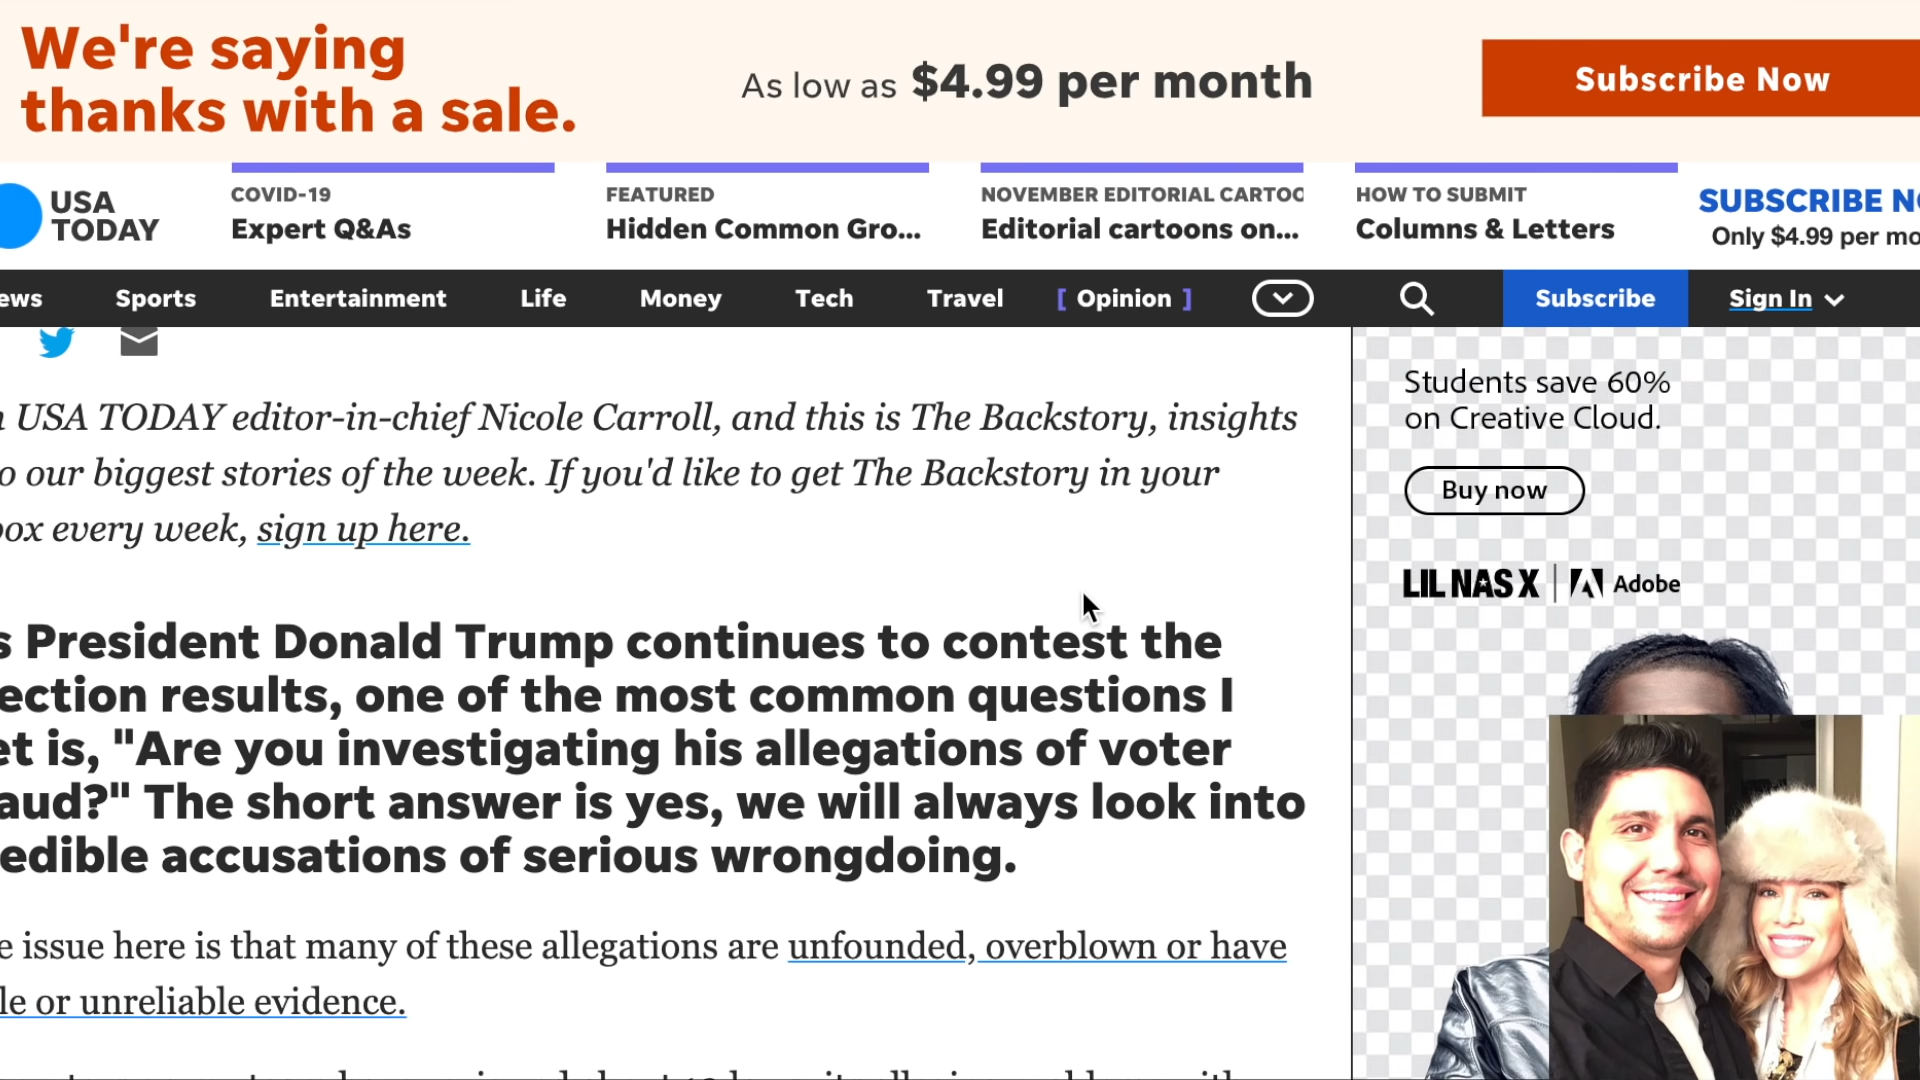 We're saying
thanks with a sale.
As low as $4.99 per month
Subscribe Now
USA
TODAY
COVID-19
Expert Q&As
FEATURED
Hidden Common Gro...
NOVEMBER EDITORIAL CARTOO
Editorial cartoons on...
HOW TO SUBMIT
Columns & Letters
SUBSCRIBE NO
Only $4.99 per mo
ews Sports Entertainment Life Money Tech Travel [ Opinion ] Subscribe Sign In
USA TODAY editor-in-chief Nicole Carroll, and this is The Backstory, insights
o our biggest stories of the week. If you'd like to get The Backstory in your
box every week, sign up here.
s President Donald Trump continues to contest the
ection results, one of the most common questions I
et is, "Are you investigating his allegations of voter
aud?" The short answer is yes, we will always look into
edible accusations of serious wrongdoing.
e issue here is that many of these allegations are unfounded, overblown or have
le or unreliable evidence.
Students save 60%
on Creative Cloud.
Buy now
LIL NAS X | Adobe